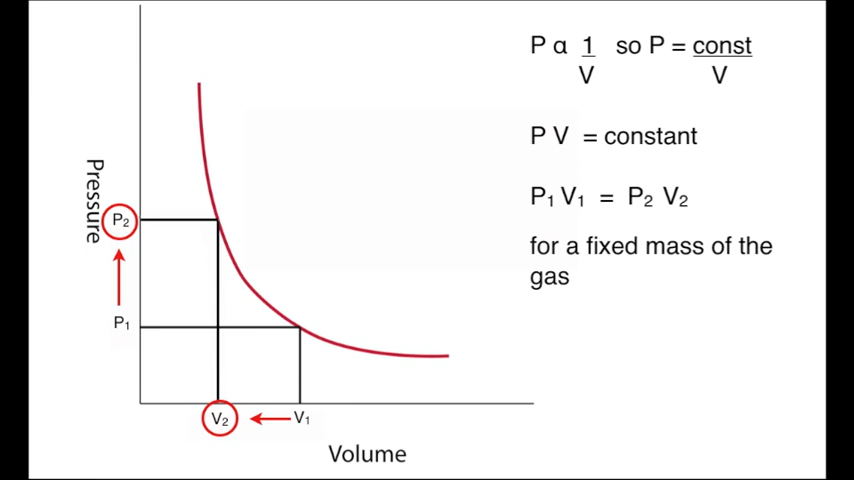 P α 1 so P = const
V V
P V = constant
P₁ V₁ = P₂ V₂
for a fixed mass of the
gas
Pressure
P₂
P₁
V₂
V₁
Volume